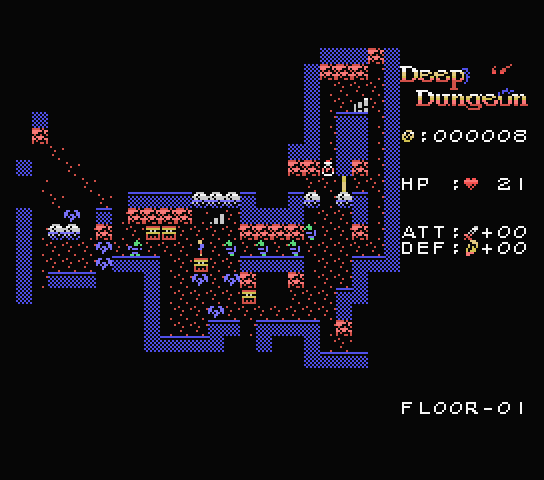 Deep
Dungeon
:000008
HP :♥ 21
ATT:+00
DEF:+00
FLOOR-01